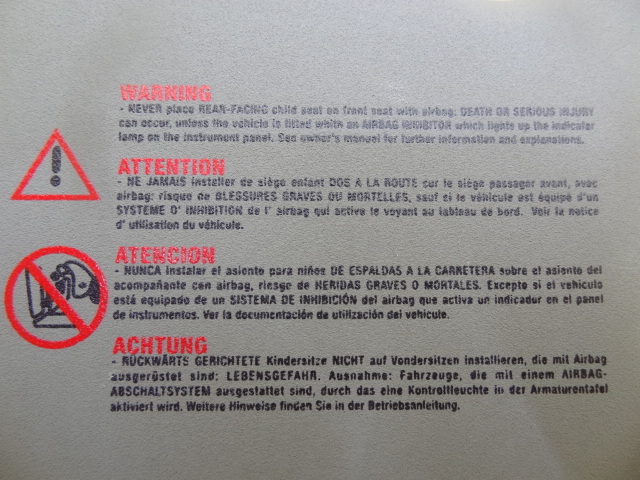 WARNING
- NEVER place REAR-FACING child seat on front seat with airbag: DEATH OR SERIOUS INJURY
can occur, unless the vehicle is fitted whith an AIRBAG INHIBITOR which lights up the indicator
lamp on the instrument panel. See owner's manual for further information and explanations.
ATTENTION
- NE JAMAIS installer de siège enfant DOS A LA ROUTE sur le siège passager avant, avec
airbag: risque de BLESSURES GRAVES OU MORTELLES, sauf si le véhicule est équipé d'un
SYSTEME D' INHIBITION de l' airbag qui active le voyant au tableau de bord. Voir la notice
d' utilisation du véhicule.
ATENCION
- NUNCA instalar el asiento para niños DE ESPALDAS A LA CARRETERA sobre el asiento del
acompañante con airbag, riesgo de HERIDAS GRAVES O MORTALES. Excepto si el vehiculo
está equipado de un SISTEMA DE INHIBICIÓN del airbag que activa un indicador en el panel
de instrumentos. Ver la documentación de utilización del vehiculo.
ACHTUNG
- RÜCKWÄRTS GERICHTETE Kindersitze NICHT auf Vordersitzen installieren, die mit Airbag
ausgerüstet sind: LEBENSGEFAHR. Ausnahme: Fahrzeuge, die mit einem AIRBAG-
ABSCHALTSYSTEM ausgestattet sind, durch das eine Kontrolleuchte in der Armaturentafel
aktiviert wird. Weitere Hinweise finden Sie in der Betriebsanleitung.